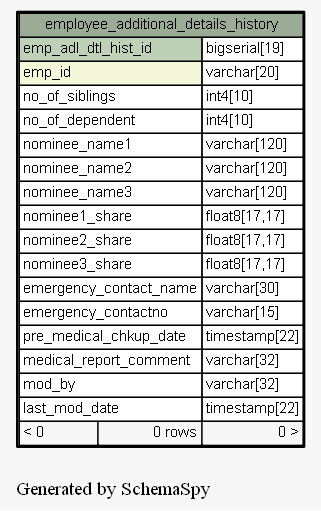 employee_additional_details_history
emp_adl_dtl_hist_id bigserial[19]
emp_id varchar[20]
no_of_siblings int4[10]
no_of_dependent int4[10]
nominee_name1 varchar[120]
nominee_name2 varchar[120]
nominee_name3 varchar[120]
nominee1_share float8[17,17]
nominee2_share float8[17,17]
nominee3_share float8[17,17]
emergency_contact_name varchar[30]
emergency_contactno varchar[15]
pre_medical_chkup_date timestamp[22]
medical_report_comment varchar[32]
mod_by varchar[32]
last_mod_date timestamp[22]
< 0 0 rows 0 >
Generated by SchemaSpy